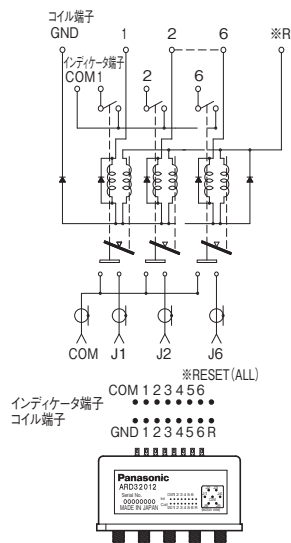 コイル端子
GND 1 2 6 ※R
インディケータ端子
COM1 2 6
COM J1 J2 J6
※RESET(ALL)
COM 1 2 3 4 5 6
インディケータ端子
コイル端子
GND 1 2 3 4 5 6 R
Panasonic
ARD32012
Serial No.
00000000
MADE IN JAPAN